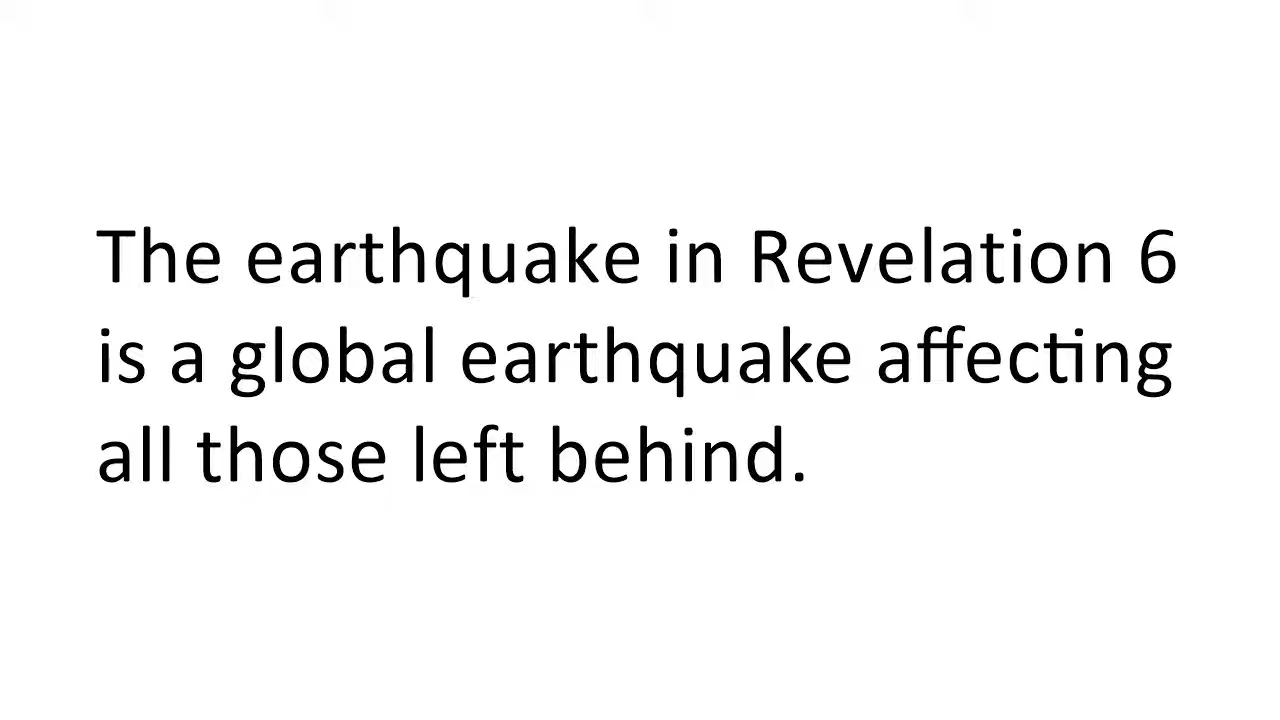 The earthquake in Revelation 6
is a global earthquake affecting
all those left behind.